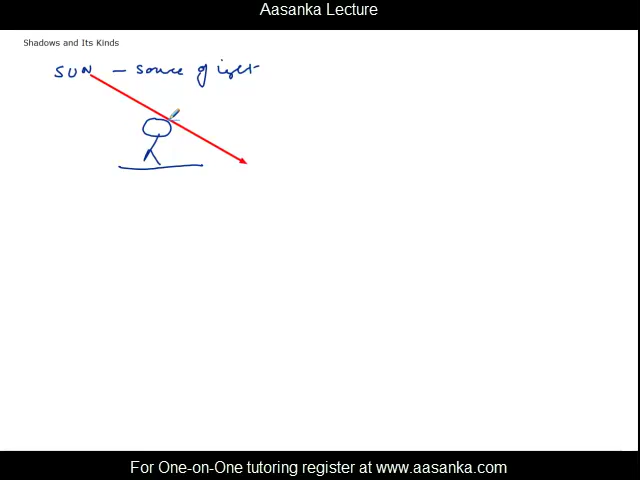 Aasanka Lecture
Shadows and Its Kinds
SUN – source of light
For One-on-One tutoring register at www.aasanka.com